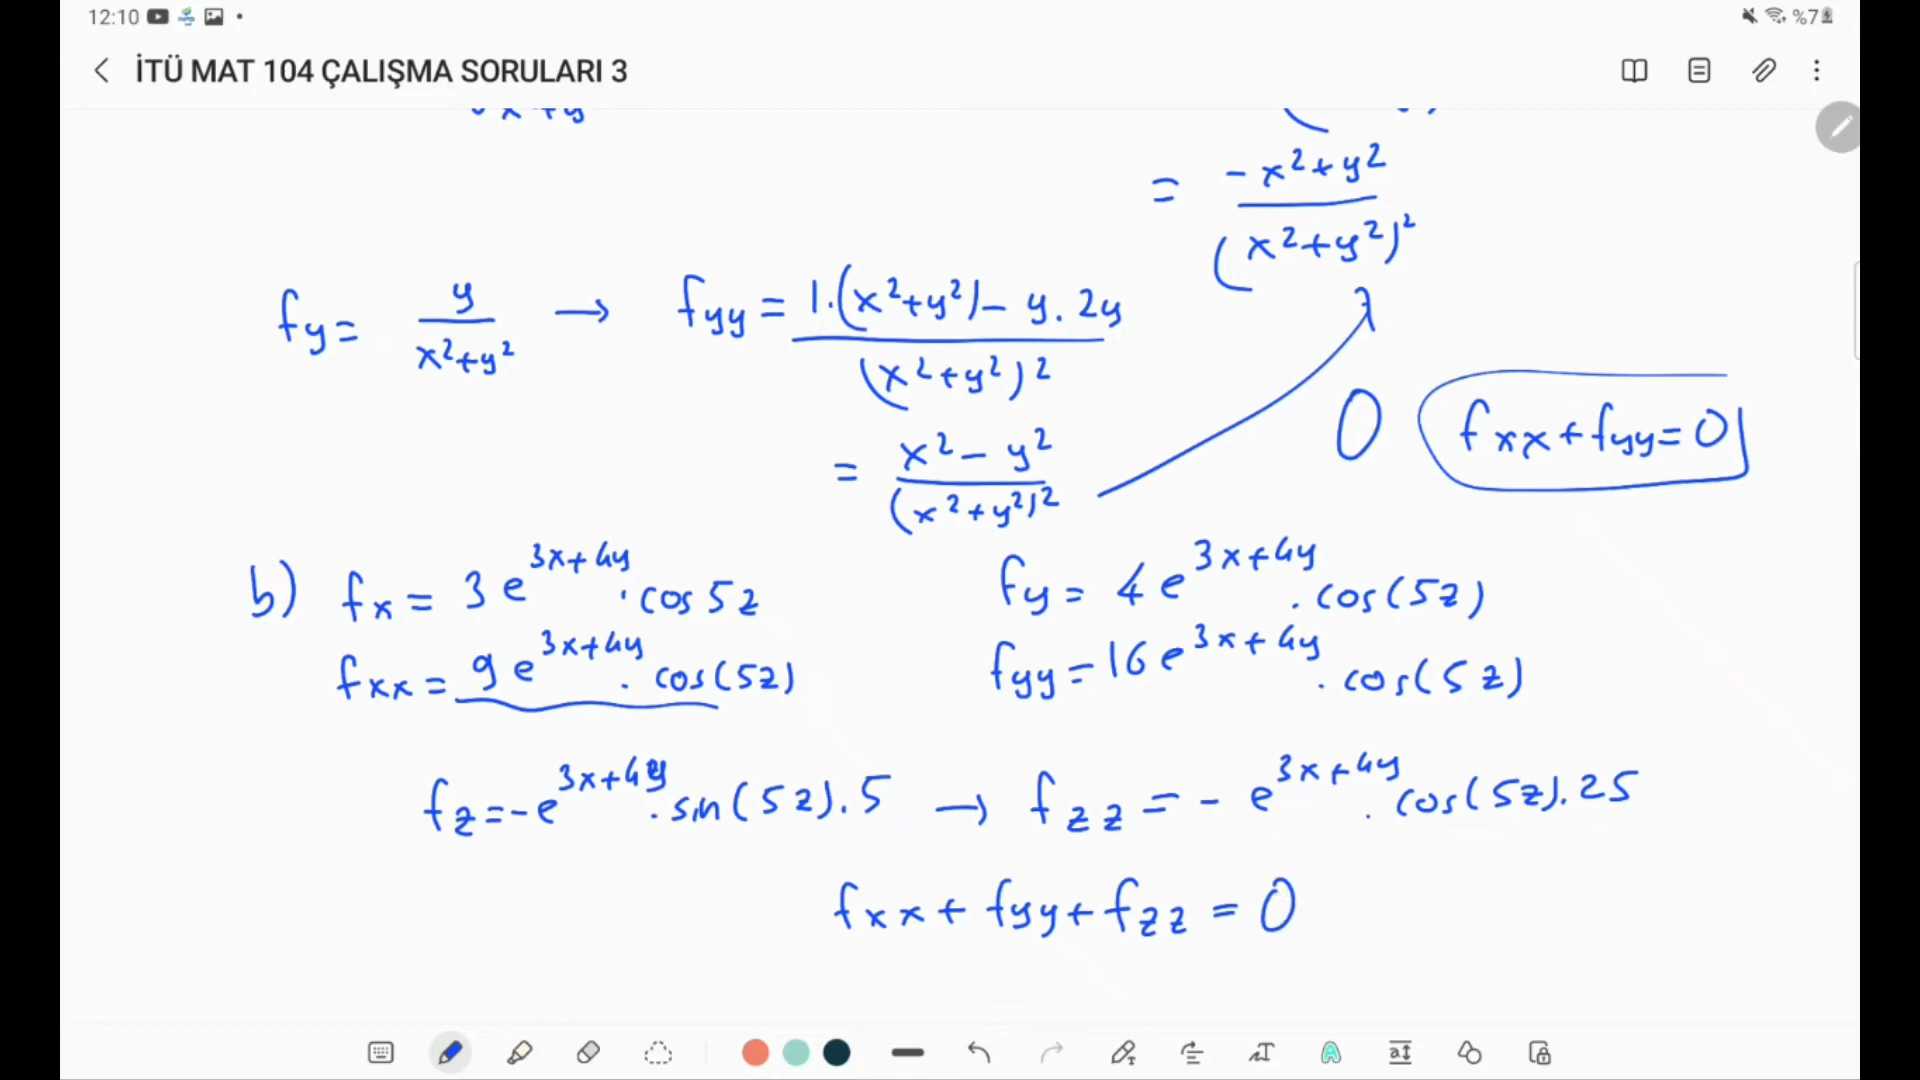 12:10 %7
İTÜ MAT 104 ÇALIŞMA SORULARI 3
x+y
= (-x²+y²)/(x²+y²)²
fy = y/(x²+y²) → fyy = (1.(x²+y²) - y.2y)/(x²+y²)²
= (x²-y²)/(x²+y²)²
0 fxx+fyy=0
b) fx = 3e^(3x+4y) . cos5z fy = 4e^(3x+4y) . cos(5z)
fxx = 9e^(3x+4y) . cos(5z) fyy = 16e^(3x+4y) . cos(5z)
fz = -e^(3x+4y) . sin(5z).5 → fzz = -e^(3x+4y) . cos(5z).25
fxx + fyy + fzz = 0